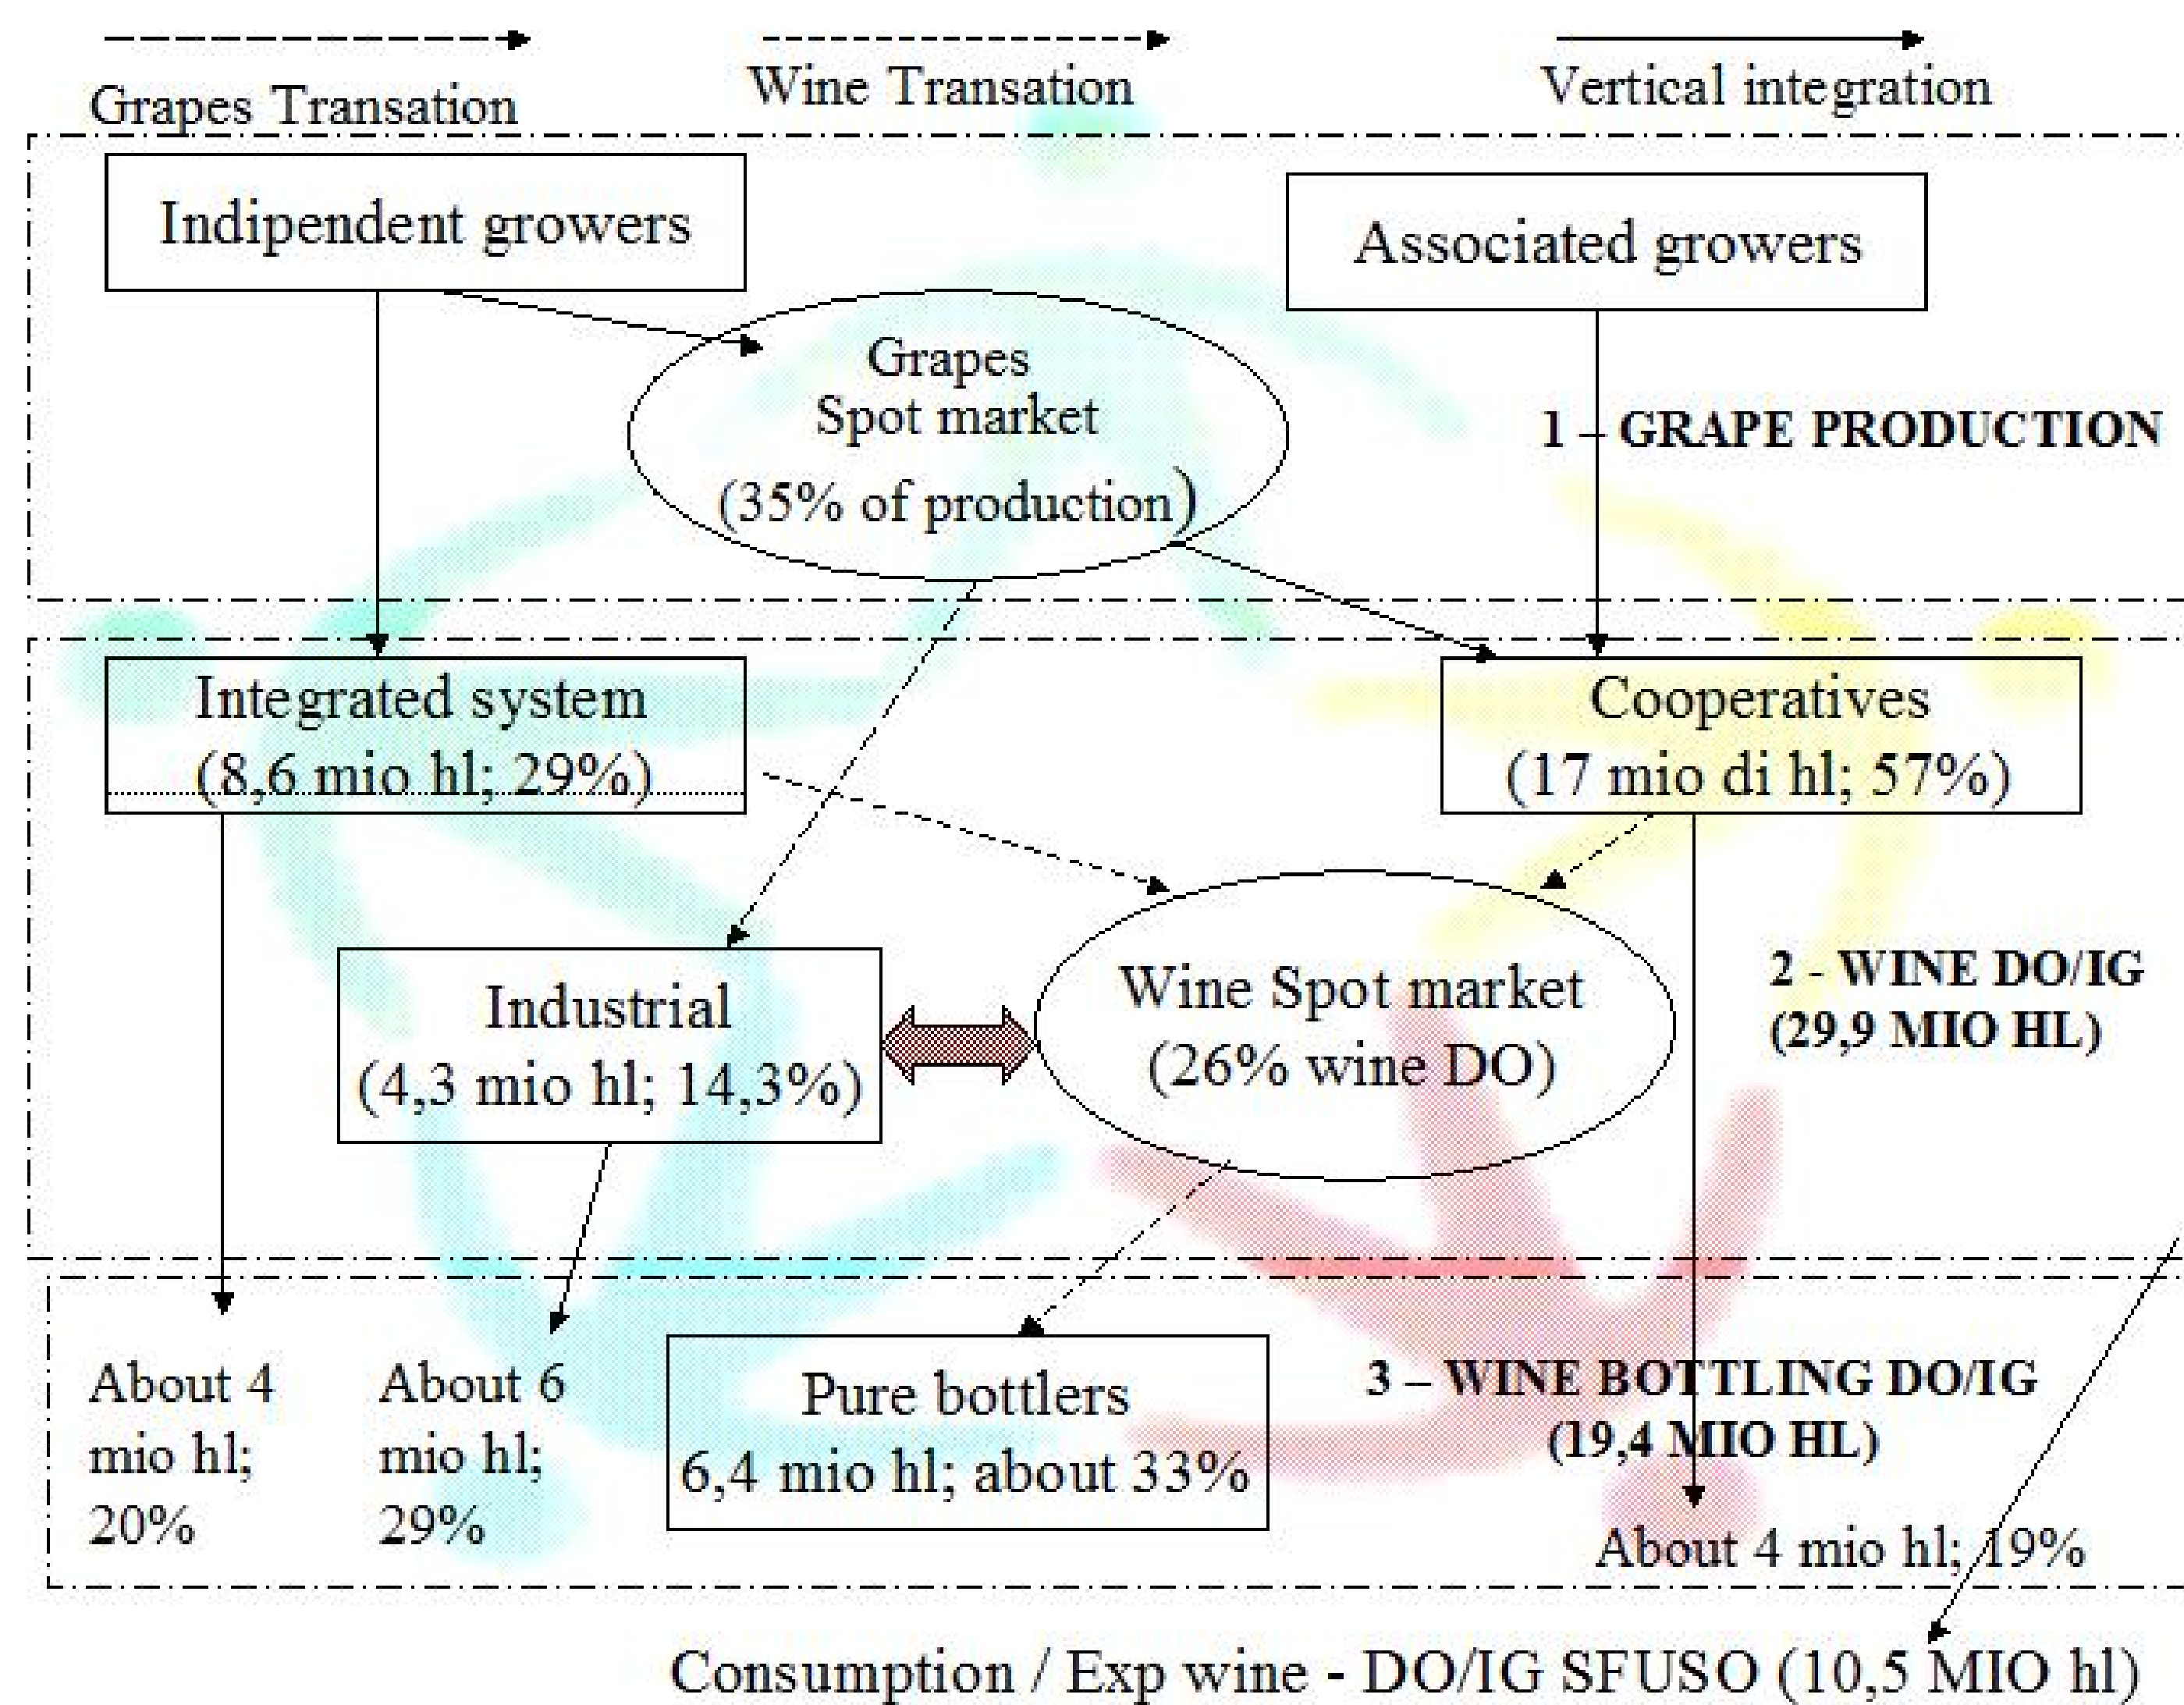 Grapes Transation
Wine Transation
Vertical integration
Indipendent growers
Associated growers
Grapes
Spot market
(35% of production)
1 – GRAPE PRODUCTION
Integrated system
(8,6 mio hl; 29%)
Cooperatives
(17 mio di hl; 57%)
Industrial
(4,3 mio hl; 14,3%)
Wine Spot market
(26% wine DO)
2 - WINE DO/IG
(29,9 MIO HL)
About 4
mio hl;
20%
About 6
mio hl;
29%
Pure bottlers
6,4 mio hl; about 33%
3 – WINE BOTTLING DO/IG
(19,4 MIO HL)
About 4 mio hl; 19%
Consumption / Exp wine - DO/IG SFUSO (10,5 MIO hl)